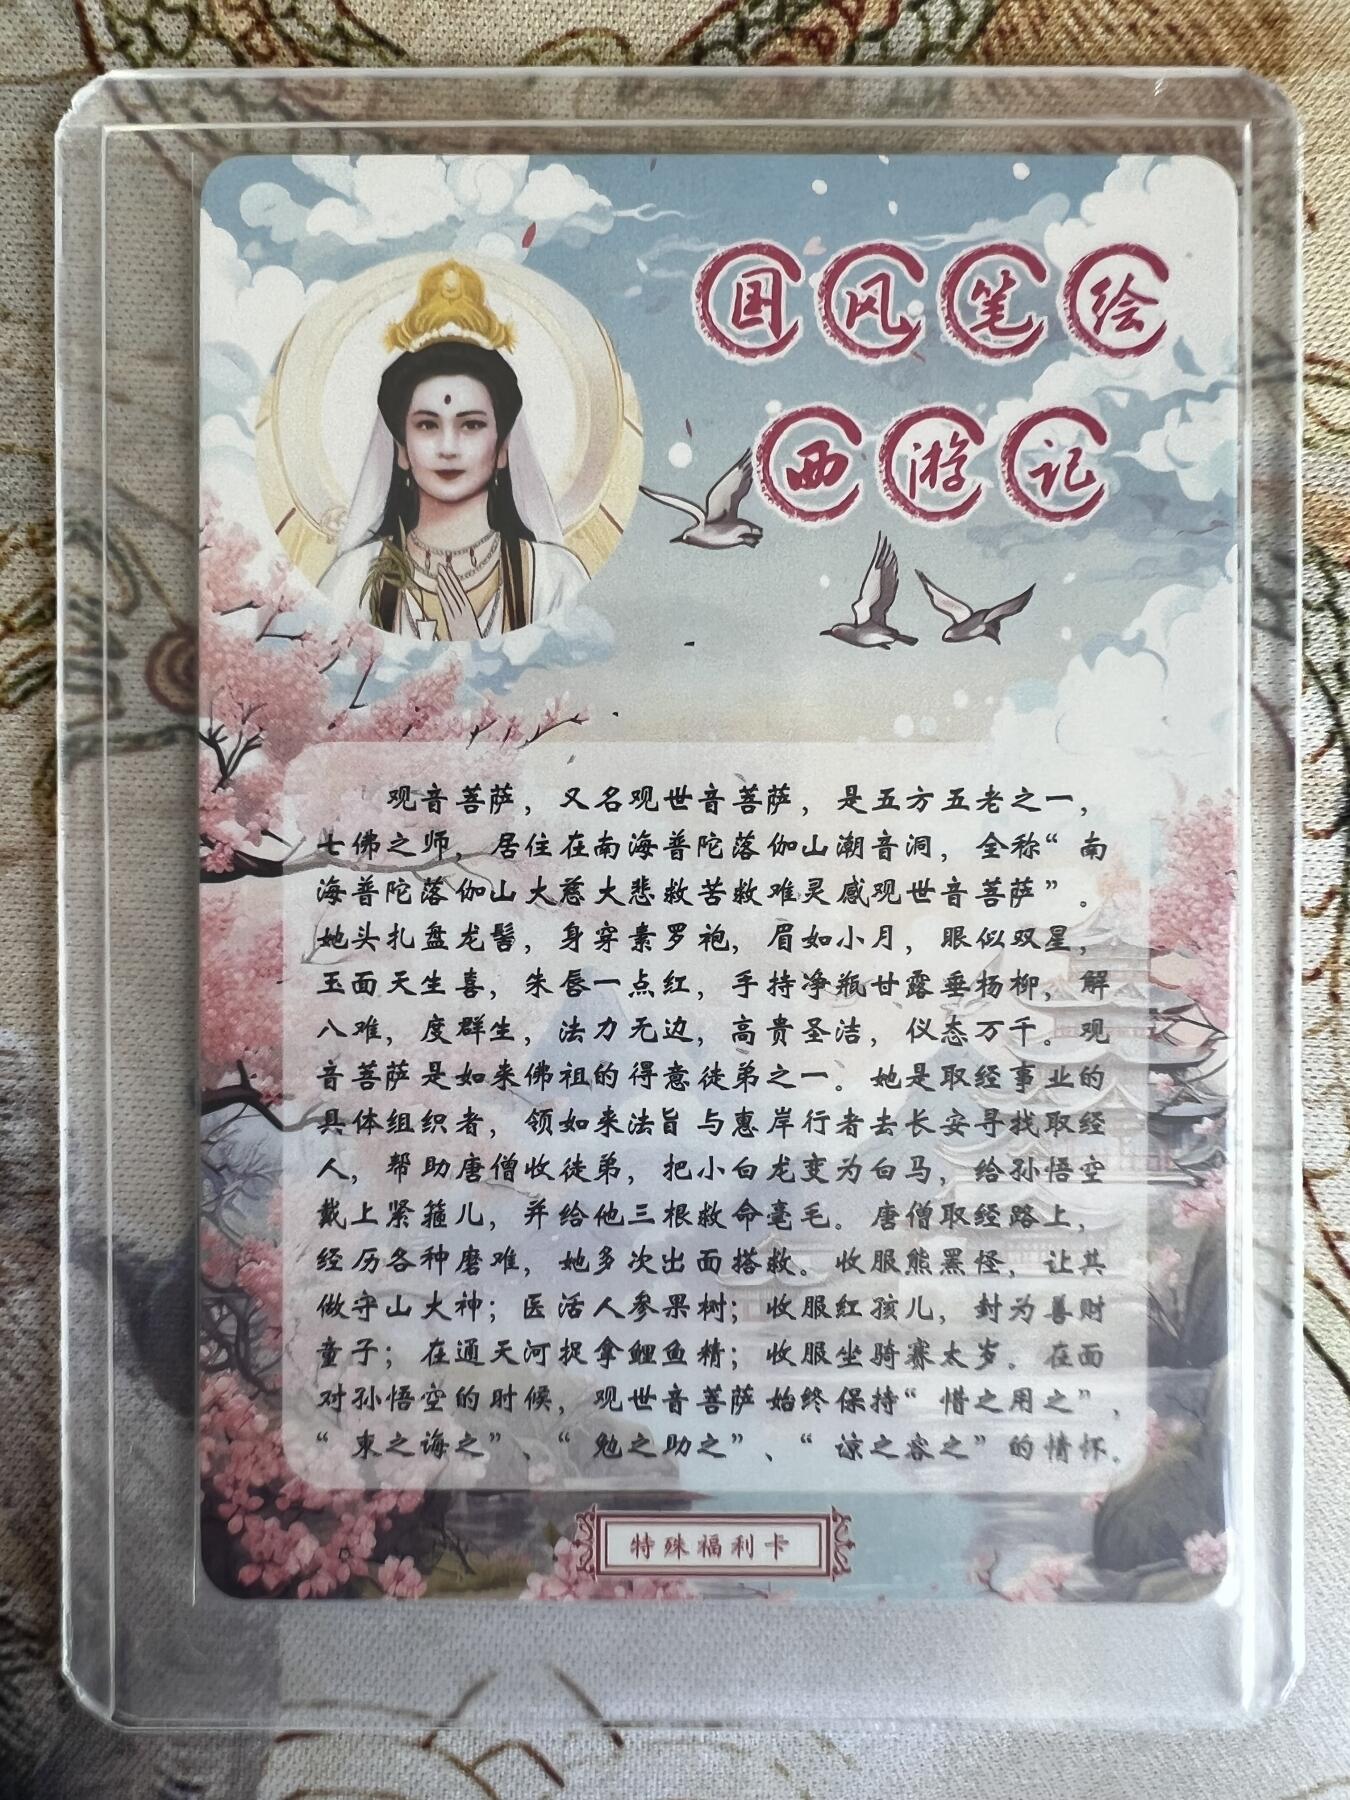 国风笔绘
西游记
观音菩萨，又名观世音菩萨，是五方五老之一，
七佛之师，居住在南海普陀落伽山潮音洞，全称“南
海普陀落伽山大慈大悲救苦救难灵感观世音菩萨”。
她头扎盘龙髻，身穿素罗袍，眉如小月，眼似双星，
玉面天生喜，朱唇一点红，手持净瓶甘露垂杨柳，解
八难，度群生，法力无边，高贵圣洁，仪态万千。观
音菩萨是如来佛祖的得意徒弟之一。她是取经事业的
具体组织者，领如来法旨与惠岸行者去长安寻找取经
人，帮助唐僧收徒弟，把小白龙变为白马，给孙悟空
戴上紧箍儿，并给他三根救命毫毛。唐僧取经路上，
经历各种磨难，她多次出面搭救。收服熊黑怪，让其
做守山大神；医活人参果树；收服红孩儿，封为善财
童子；在通天河捉拿鲤鱼精；收服坐骑赛太岁。在面
对孙悟空的时候，观世音菩萨始终保持“惜之用之”，
“束之诲之”、“勉之助之”、“谅之容之”的情怀。
特殊福利卡